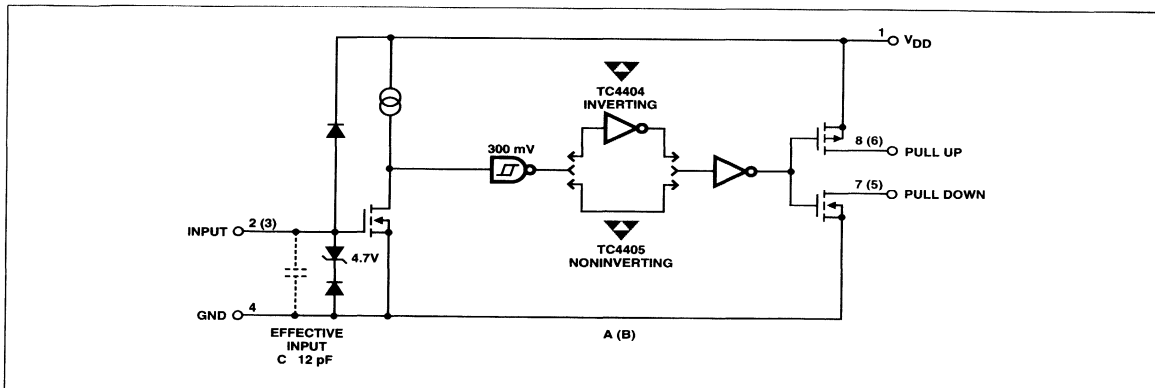 1
VDD
TC4404
INVERTING
300 mV
8 (6)
PULL UP
7 (5)
PULL DOWN
INPUT
2 (3)
4.7V
TC4405
NONINVERTING
GND
4
EFFECTIVE
INPUT
C 12 pF
A (B)